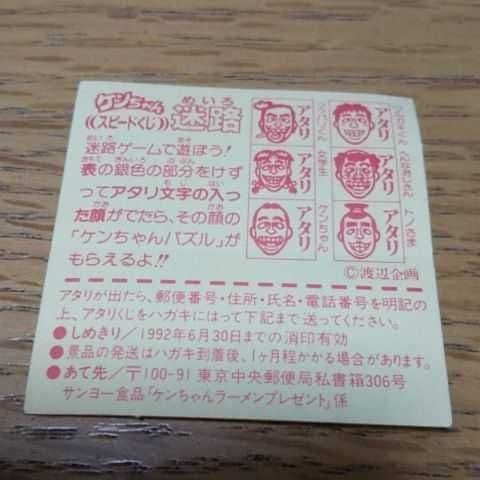 ケンちゃん
((スピードくじ))
めいろ
迷路
迷路ゲームで遊ぼう!
表の銀色の部分をけず
ってアタリ文字の入っ
た顔がでたら、その顔の
「ケンちゃんパズル」が
もらえるよ!!
アタリ
アタリ
アタリ
アタリ
アタリ
アタリ
ケンちゃん
©渡辺企画
アタリが出たら、郵便番号・住所・氏名・電話番号を明記の
上、アタリくじをハガキにはって下記まで送ってください。
●しめきり/1992年6月30日までの消印有効
●景品の発送はハガキ到着後、1ヶ月程かかる場合があります。
●あて先/〒100-91 東京中央郵便局私書箱306号
サンヨー食品「ケンちゃんラーメンプレゼント」係